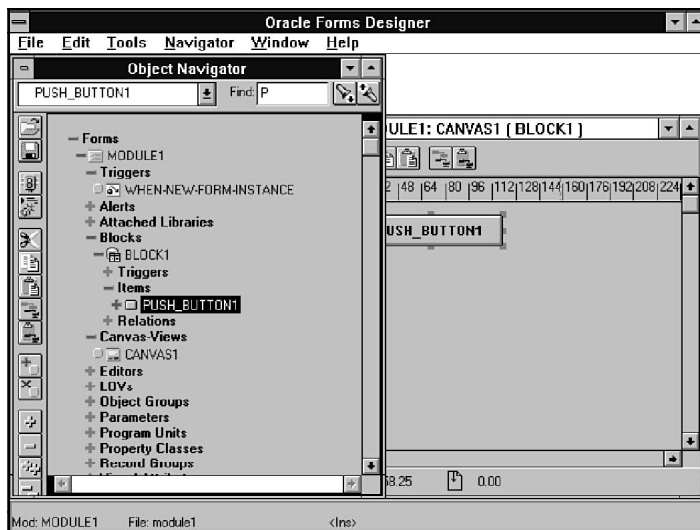 Oracle Forms Designer
File Edit Tools Navigator Window Help
Object Navigator
PUSH_BUTTON1 Find: P
Forms
MODULE1
Triggers
WHEN-NEW-FORM-INSTANCE
Alerts
Attached Libraries
Blocks
BLOCK1
Triggers
Items
PUSH_BUTTON1
Relations
Canvas-Views
CANVAS1
Editors
LOVs
Object Groups
Parameters
Program Units
Property Classes
Record Groups
ULE1: CANVAS1 ( BLOCK1 )
2 48 64 80 96 112 128 144 160 176 192 208 224
USH_BUTTON1
58.25 0.00
Mod: MODULE1 File: module1 <Ins>